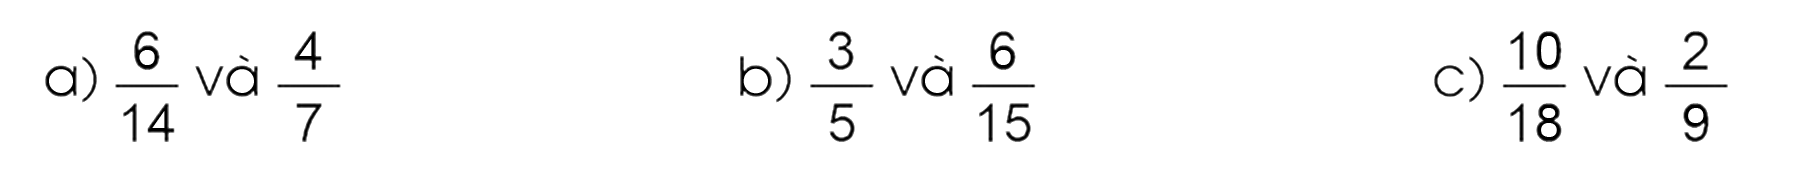 a) 6/14 và 4/7 b) 3/5 và 6/15 c) 10/18 và 2/9